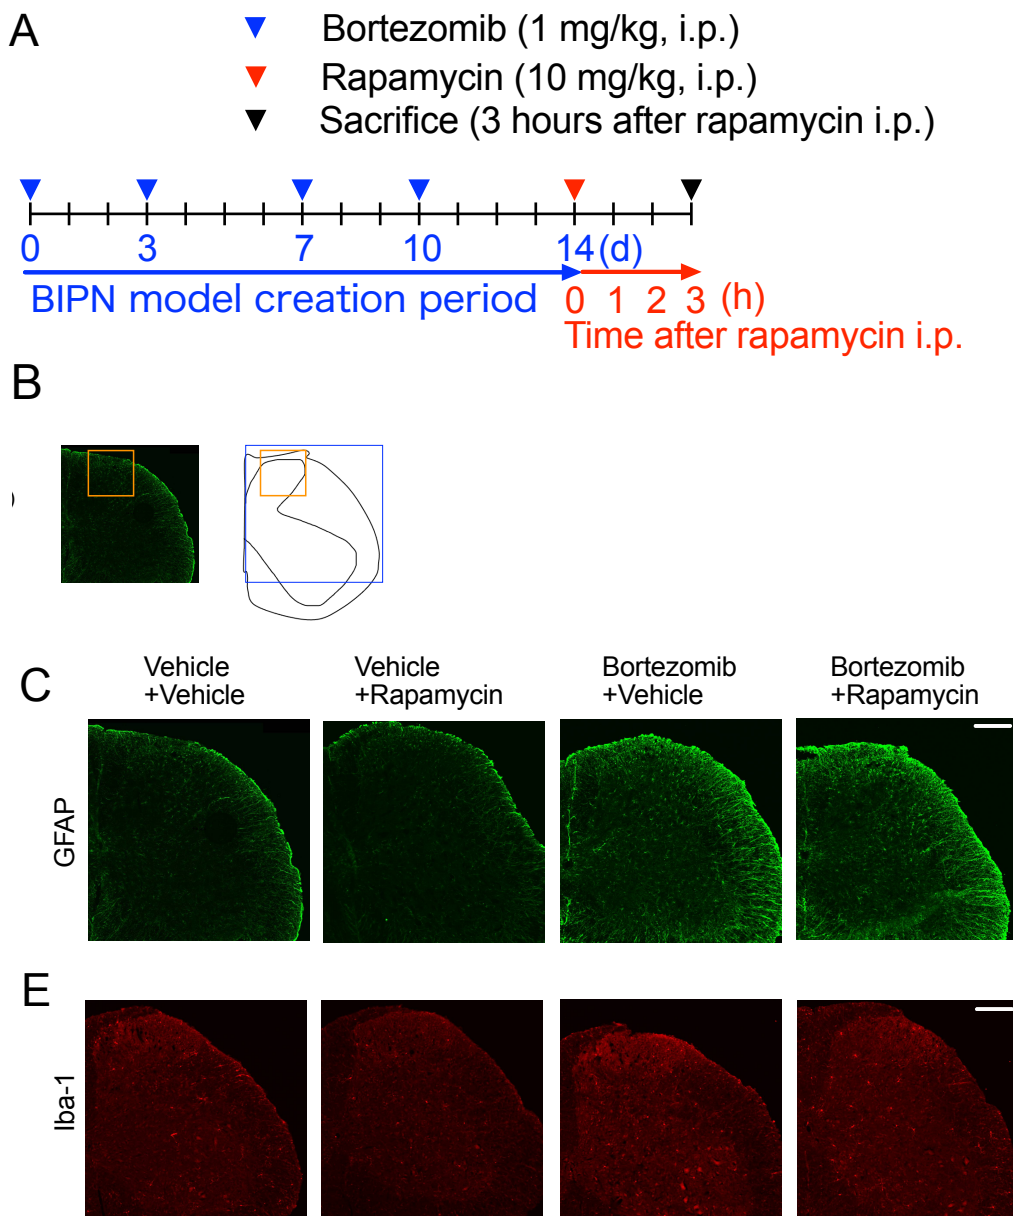 A
Bortezomib (1 mg/kg, i.p.)
Rapamycin (10 mg/kg, i.p.)
Sacrifice (3 hours after rapamycin i.p.)
0 3 7 10 14 (d)
BIPN model creation period
0 1 2 3 (h)
Time after rapamycin i.p.
B
)
C
Vehicle
+Vehicle
Vehicle
+Rapamycin
Bortezomib
+Vehicle
Bortezomib
+Rapamycin
GFAP
E
Iba-1